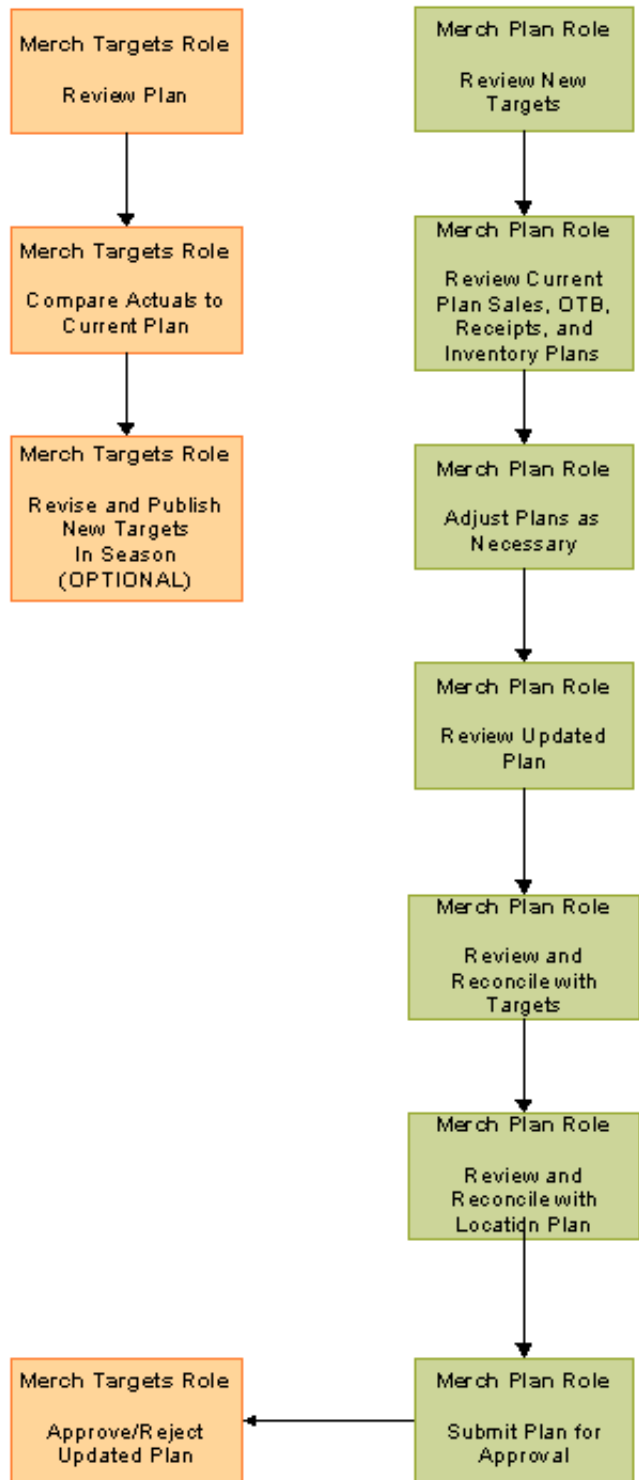 Merch Targets Role
Review Plan
Merch Targets Role
Compare Actuals to
Current Plan
Merch Targets Role
Revise and Publish
New Targets
In Season
(OPTIONAL)
Merch Plan Role
Review New
Targets
Merch Plan Role
Review Current
Plan Sales, OTB,
Receipts, and
Inventory Plans
Merch Plan Role
Adjust Plans as
Necessary
Merch Plan Role
Review Updated
Plan
Merch Plan Role
Review and
Reconcile with
Targets
Merch Plan Role
Review and
Reconcile with
Location Plan
Merch Plan Role
Submit Plan for
Approval
Merch Targets Role
Approve/Reject
Updated Plan